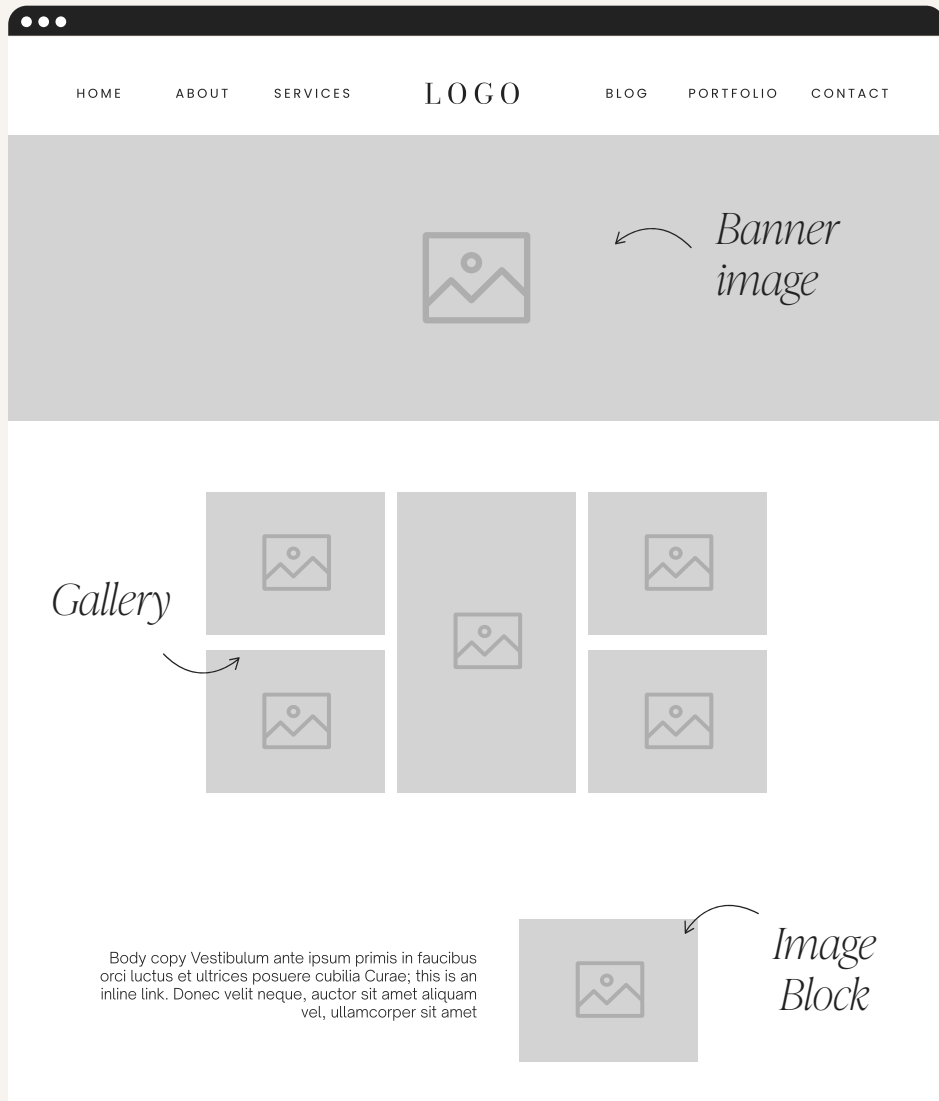 HOME ABOUT SERVICES LOGO BLOG PORTFOLIO CONTACT
Banner
image
Gallery
Image
Block
Body copy Vestibulum ante ipsum primis in faucibus
orci luctus et ultrices posuere cubilia Curae; this is an
inline link. Donec velit neque, auctor sit amet aliquam
vel, ullamcorper sit amet